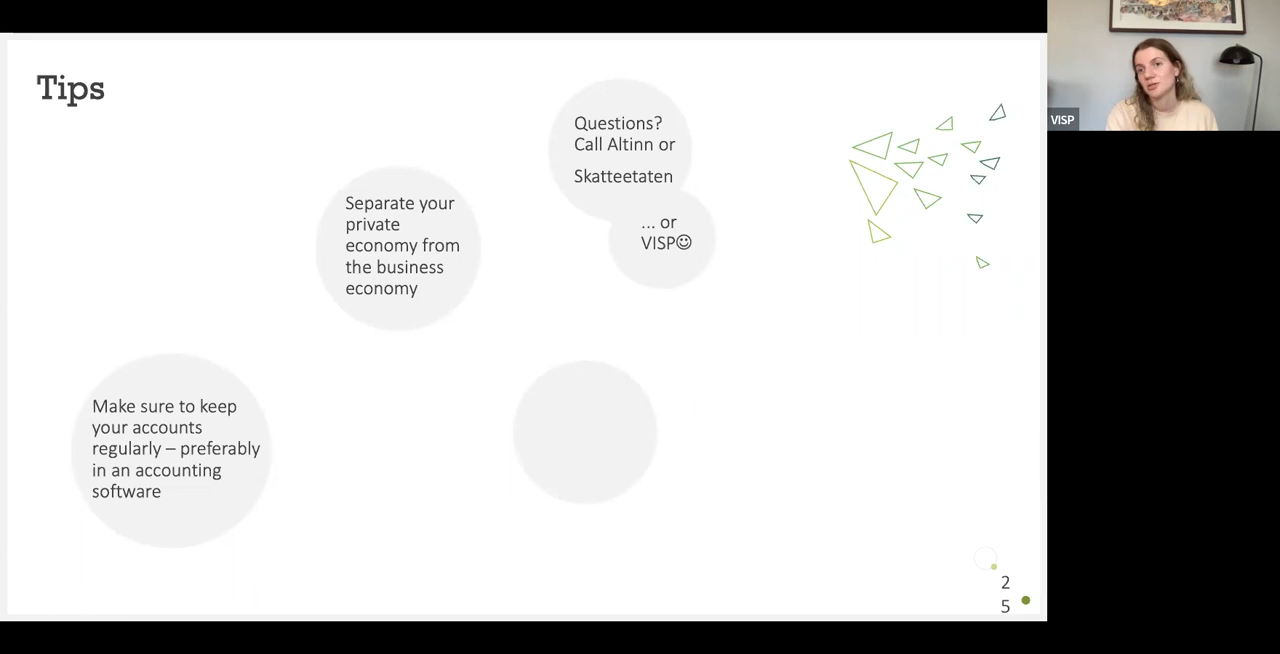 Tips
Questions?
Call Altinn or
Skatteetaten
... or
VISP☺
Separate your
private
economy from
the business
economy
Make sure to keep
your accounts
regularly – preferably
in an accounting
software
2
5
VISP